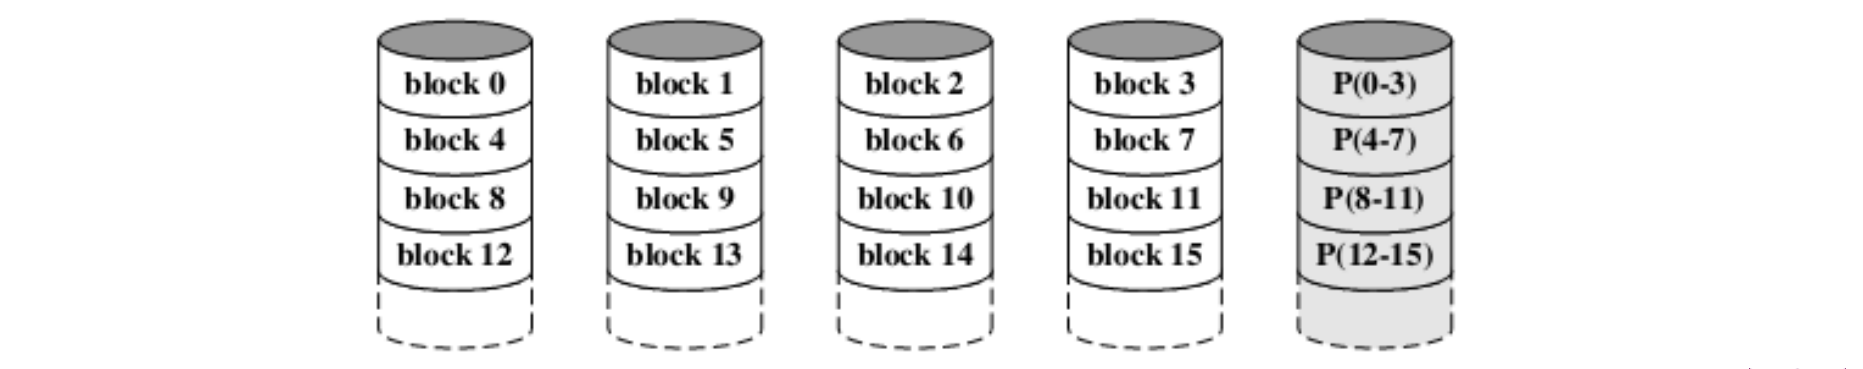 block 0 block 1 block 2 block 3 P(0-3)
block 4 block 5 block 6 block 7 P(4-7)
block 8 block 9 block 10 block 11 P(8-11)
block 12 block 13 block 14 block 15 P(12-15)